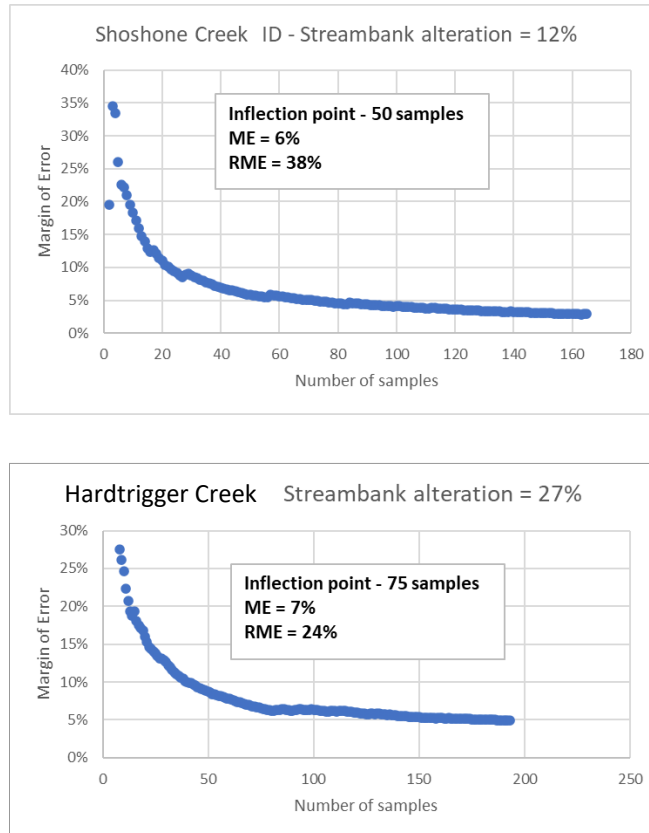 Shoshone Creek ID - Streambank alteration = 12%
40%
35%
30%
25%
20%
15%
10%
5%
0%
Margin of Error
Inflection point - 50 samples
ME = 6%
RME = 38%
0 20 40 60 80 100 120 140 160 180
Number of samples
Hardtrigger Creek Streambank alteration = 27%
30%
25%
20%
15%
10%
5%
0%
Margin of Error
Inflection point - 75 samples
ME = 7%
RME = 24%
0 50 100 150 200 250
Number of samples